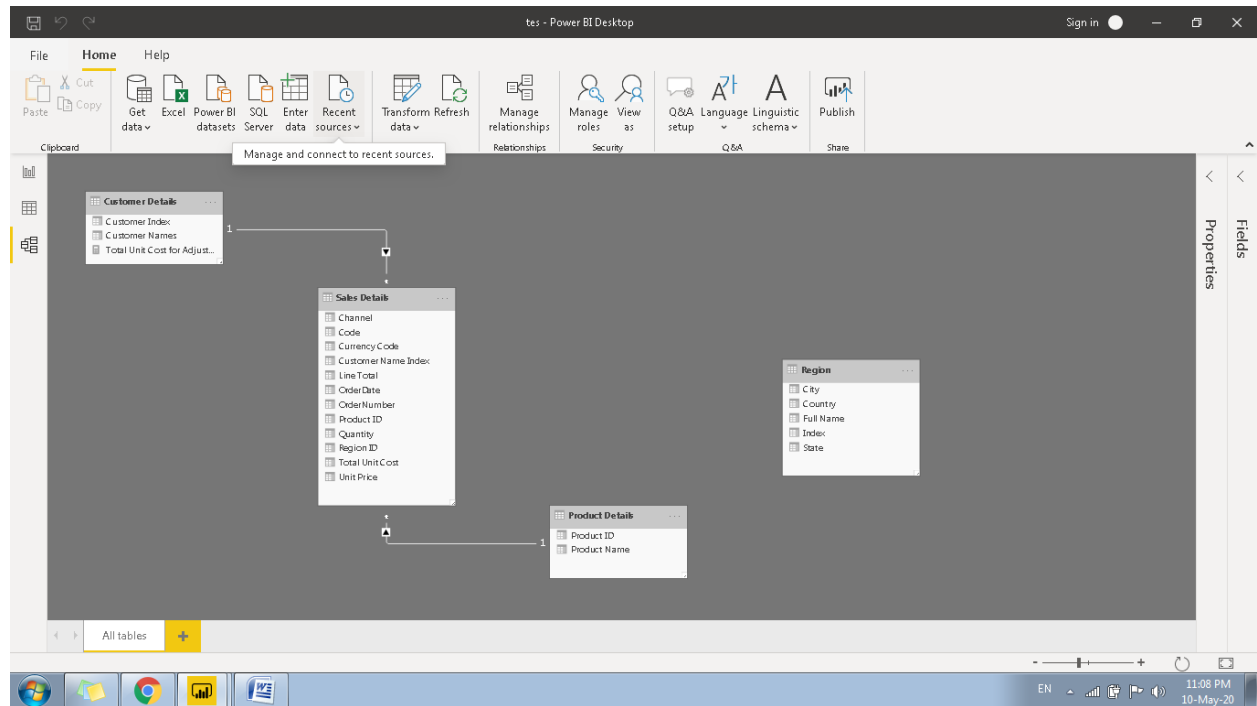 tes - Power BI Desktop
Sign in
File Home Help
Paste
Cut
Copy
Get data
Excel
Power BI datasets
SQL Server
Enter data
Recent sources
Transform data
Refresh
Manage relationships
Manage roles
View as
Q&A setup
Language
Linguistic schema
Publish
Clipboard
Relationships
Security
Q&A
Share
Manage and connect to recent sources.
Customer Details
Customer Index
Customer Names
Total Unit Cost for Adjust...
1
*
Sales Details
Channel
Code
Currency Code
Customer Name Index
Line Total
OrderDate
OrderNumber
Product ID
Quantity
Region ID
Total Unit Cost
Unit Price
*
1
Product Details
Product ID
Product Name
Region
City
Country
Full Name
Index
State
Properties
Fields
All tables
EN
11:08 PM
10-May-20